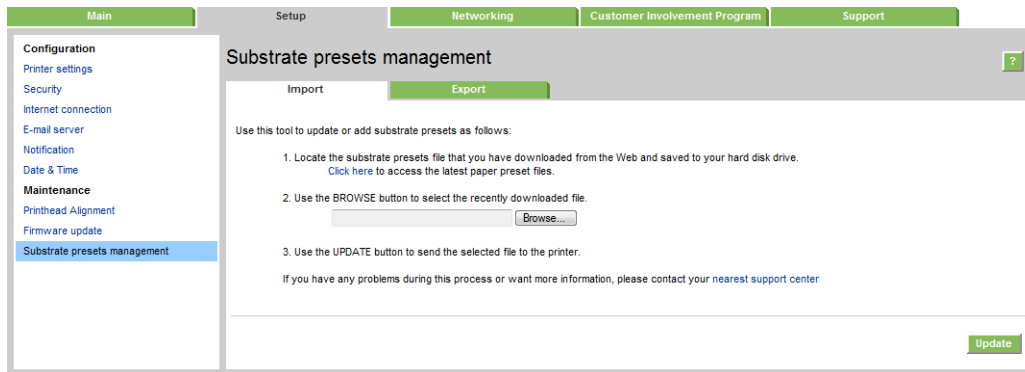 Main Setup Networking Customer Involvement Program Support
Configuration
Printer settings
Security
Internet connection
E-mail server
Notification
Date & Time
Maintenance
Printhead Alignment
Firmware update
Substrate presets management
Substrate presets management
?
Import Export
Use this tool to update or add substrate presets as follows:
1. Locate the substrate presets file that you have downloaded from the Web and saved to your hard disk drive.
Click here to access the latest paper preset files.
2. Use the BROWSE button to select the recently downloaded file.
Browse...
3. Use the UPDATE button to send the selected file to the printer.
If you have any problems during this process or want more information, please contact your nearest support center
Update